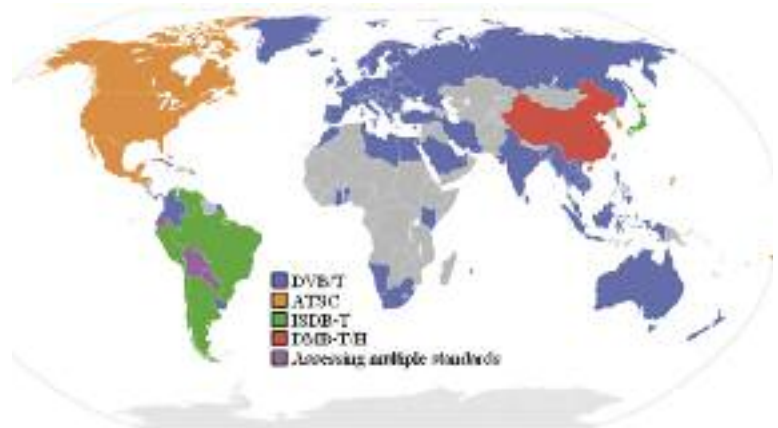 DVB/T
ATSC
ISDB-T
DMB-T/H
Assessing multiple standards